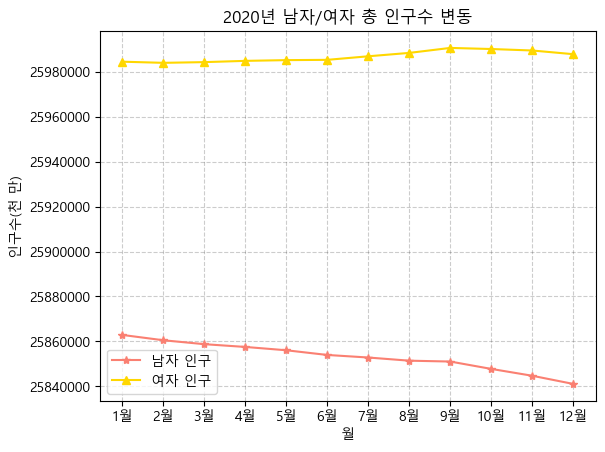 2020년 남자/여자 총 인구수 변동
인구수(천 만)
25980000
25960000
25940000
25920000
25900000
25880000
25860000
25840000
남자 인구
여자 인구
1월 2월 3월 4월 5월 6월 7월 8월 9월 10월 11월 12월
월